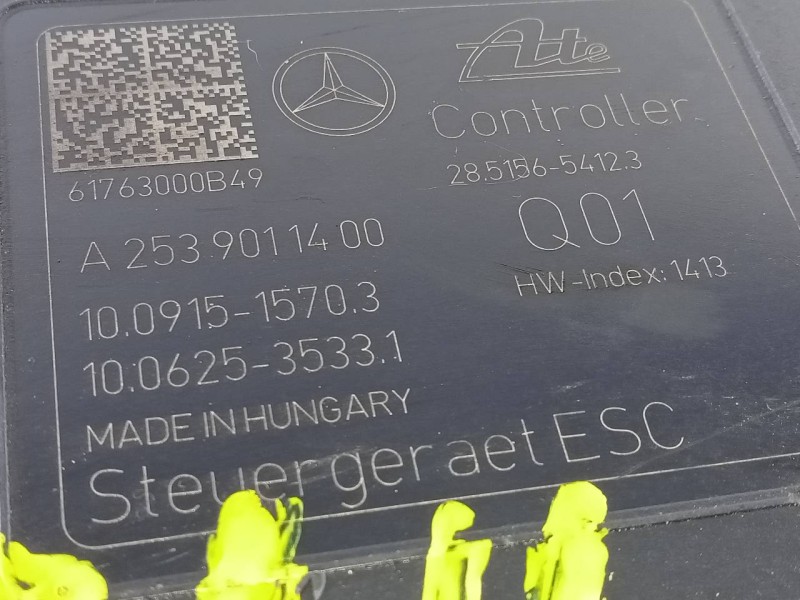 Ate
Controller
61763000B49
28.5156-5412.3
A 253 901 14 00
Q01
10.0915-1570.3
HW-Index: 1413
10.0625-3533.1
MADE IN HUNGARY
Steuergeraet ESC